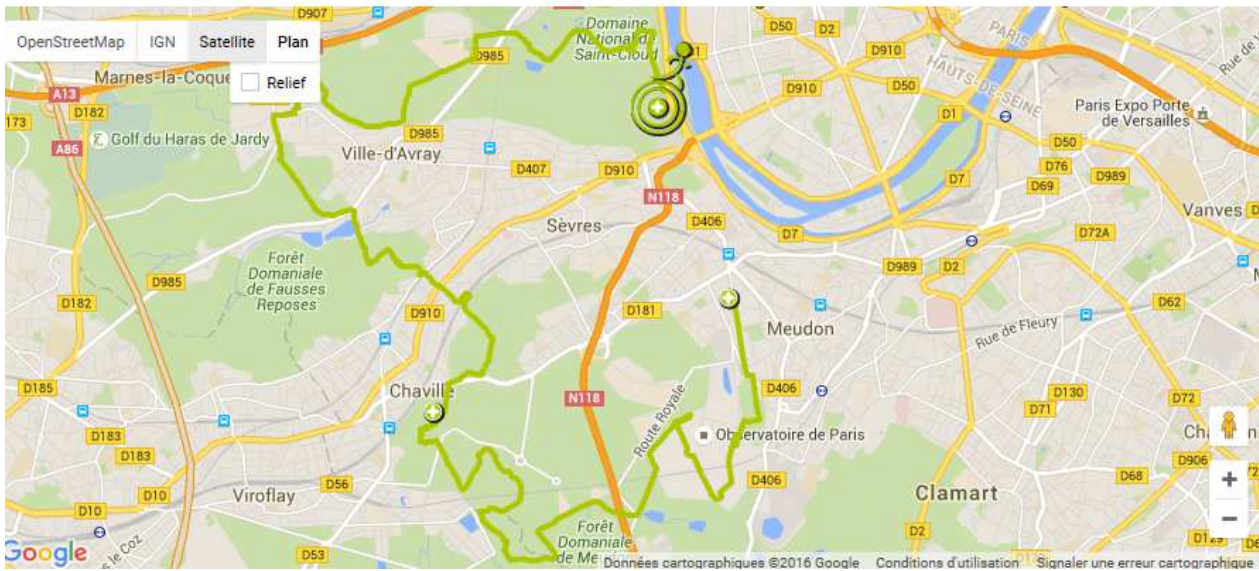 D907
D50
D2
Domaine
National de
Saint-Cloud
OpenStreetMap
IGN
Satellite
Plan
Relief
D985
D910
PARIS
HAUTS-DE-SEINE
Rue de
Marnes-la-Coque
A13
D182
D910
D50
D1
Paris Expo Porte
de Versailles
173
Golf du Haras de Jardy
A86
D985
Ville-d'Avray
D407
D910
D50
D76
D989
D69
D7
N118
Vanves
Sèvres
D406
D7
D72A
Forêt
Domaniale
de Fausses
Reposes
D985
D989
D2
D182
D910
D181
D62
Meudon
Rue de Fleury
D185
Chaville
N118
Route Royale
D406
D130
D72
D71
D183
D183
Observatoire de Paris
D906
D10
Viroflay
D56
D406
D68
Clamart
D10
Forêt
Domaniale
D2
Google
D53
D129
Données cartographiques ©2016 Google
Conditions d'utilisation
Signaler une erreur cartographique